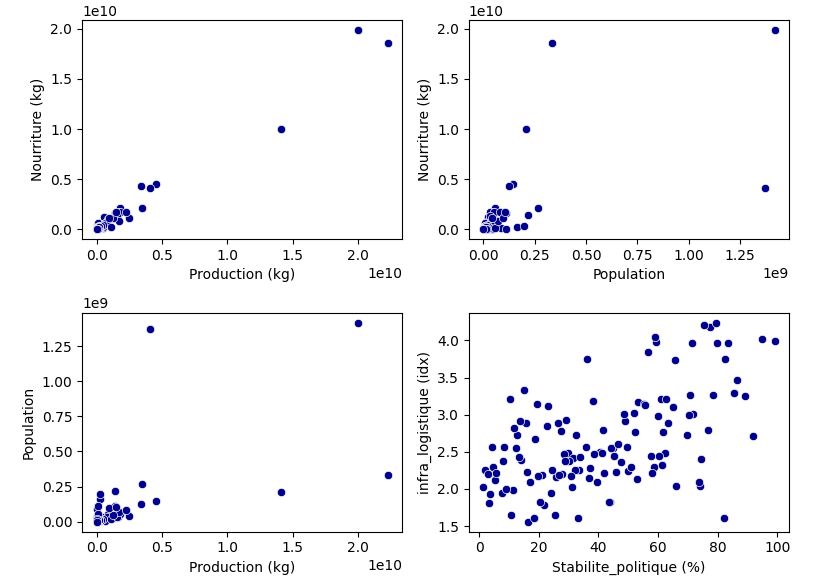 1e10
2.0
1.5
1.0
0.5
0.0
Nourriture (kg)
0.0 0.5 1.0 1.5 2.0
1e10
Production (kg)
1e10
2.0
1.5
1.0
0.5
0.0
Nourriture (kg)
0.00 0.25 0.50 0.75 1.00 1.25
1e9
Population
1e9
1.25
1.00
0.75
0.50
0.25
0.00
Population
0.0 0.5 1.0 1.5 2.0
1e10
Production (kg)
4.0
3.5
3.0
2.5
2.0
1.5
infra_logistique (idx)
0 20 40 60 80 100
Stabilite_politique (%)